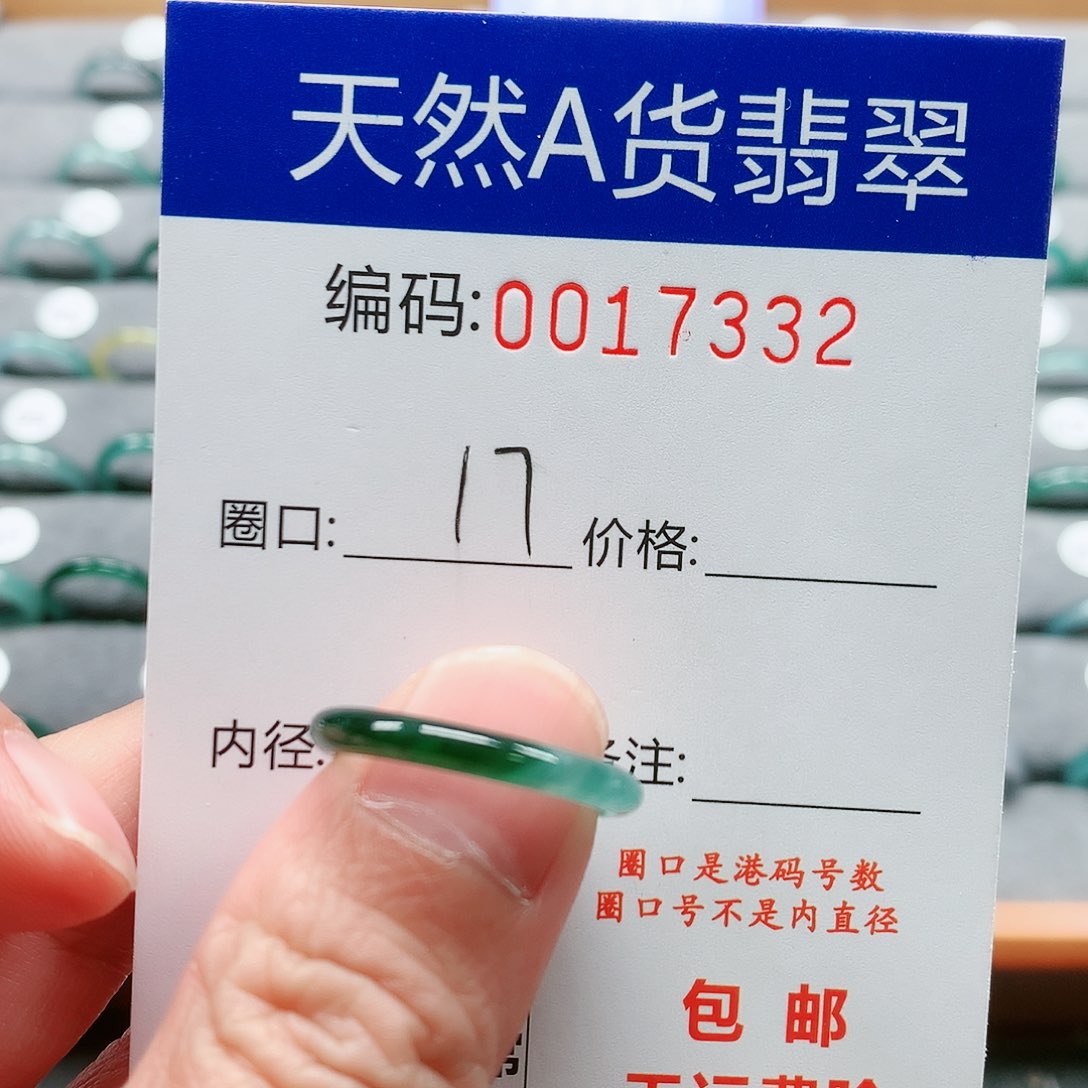 天然A货翡翠
编码:0017332
圈口: 17 价格:
内径: 注:
圈口是港码号数
圈口号不是内直径
包 邮